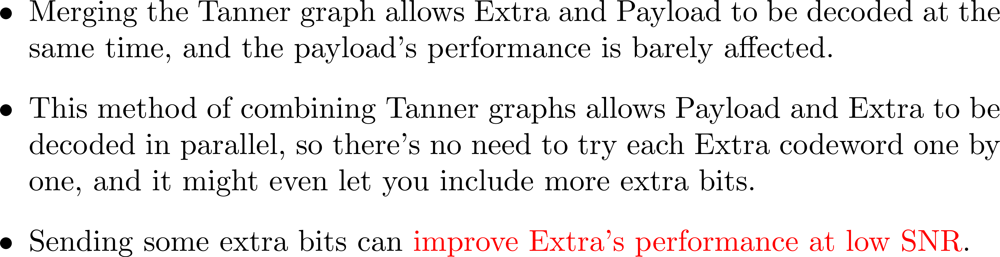 • Merging the Tanner graph allows Extra and Payload to be decoded at the
same time, and the payload's performance is barely affected.
• This method of combining Tanner graphs allows Payload and Extra to be
decoded in parallel, so there's no need to try each Extra codeword one by
one, and it might even let you include more extra bits.
• Sending some extra bits can improve Extra's performance at low SNR.